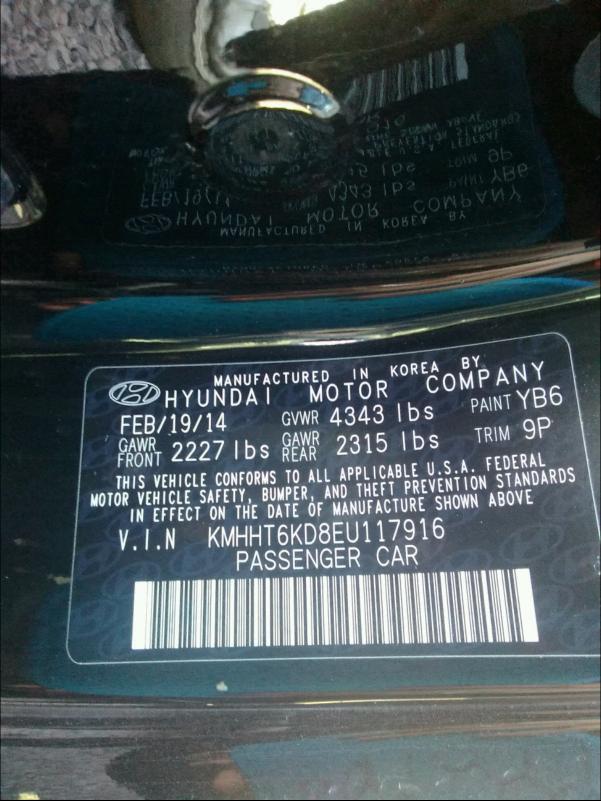 MANUFACTURED IN KOREA BY
HYUNDAI MOTOR COMPANY
FEB/19/14 GVWR 4343 lbs PAINT YB6
GAWR FRONT 2227 lbs GAWR REAR 2315 lbs TRIM 9P
THIS VEHICLE CONFORMS TO ALL APPLICABLE U.S.A. FEDERAL
MOTOR VEHICLE SAFETY, BUMPER, AND THEFT PREVENTION STANDARDS
IN EFFECT ON THE DATE OF MANUFACTURE SHOWN ABOVE
V.I.N KMHHT6KD8EU117916
PASSENGER CAR